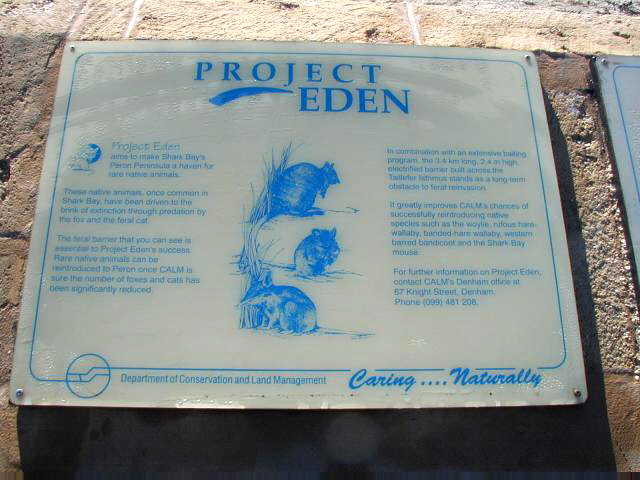 PROJECT
EDEN
Project Eden
aims to make Shark Bay's
Peron Peninsula a haven for
rare native animals.
These native animals, once common in
Shark Bay, have been driven to the
brink of extinction through predation by
the fox and the feral cat.
The feral barrier that you can see is
essential to Project Eden's success.
Rare native animals can be
reintroduced to Peron once CALM is
sure the number of foxes and cats has
been significantly reduced.
In combination with an extensive baiting
program, the 3.4 km long, 2.4 m high,
electrified barrier built across the
Taillefer Isthmus stands as a long-term
obstacle to feral reinvasion.
It greatly improves CALM's chances of
successfully reintroducing native
species such as the woylie, rufous hare-
wallaby, banded-hare wallaby, western
barred bandicoot and the Shark Bay
mouse.
For further information on Project Eden,
contact CALM's Denham office at
67 Knight Street, Denham.
Phone (099) 481 208.
Department of Conservation and Land Management
Caring .... Naturally